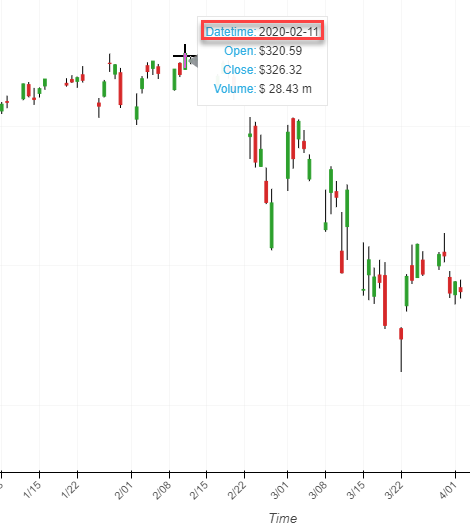 Datetime: 2020-02-11
Open: $320.59
Close: $326.32
Volume: $ 28.43 m
1/15
1/22
2/01
2/08
2/15
2/22
3/01
3/08
3/15
3/22
4/01
Time